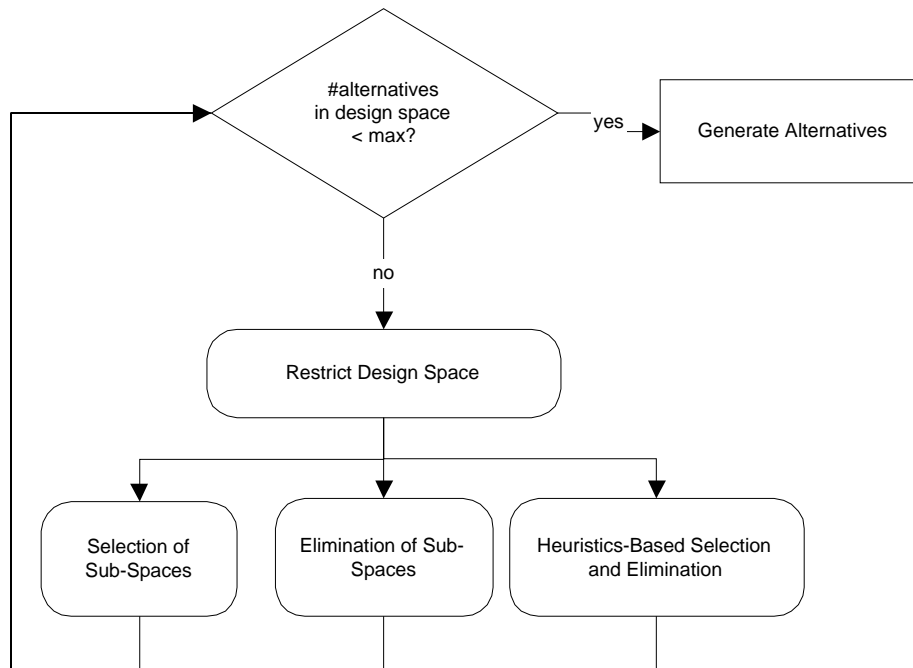 #alternatives
in design space
< max?
yes
Generate Alternatives
no
Restrict Design Space
Selection of
Sub-Spaces
Elimination of Sub-
Spaces
Heuristics-Based Selection
and Elimination